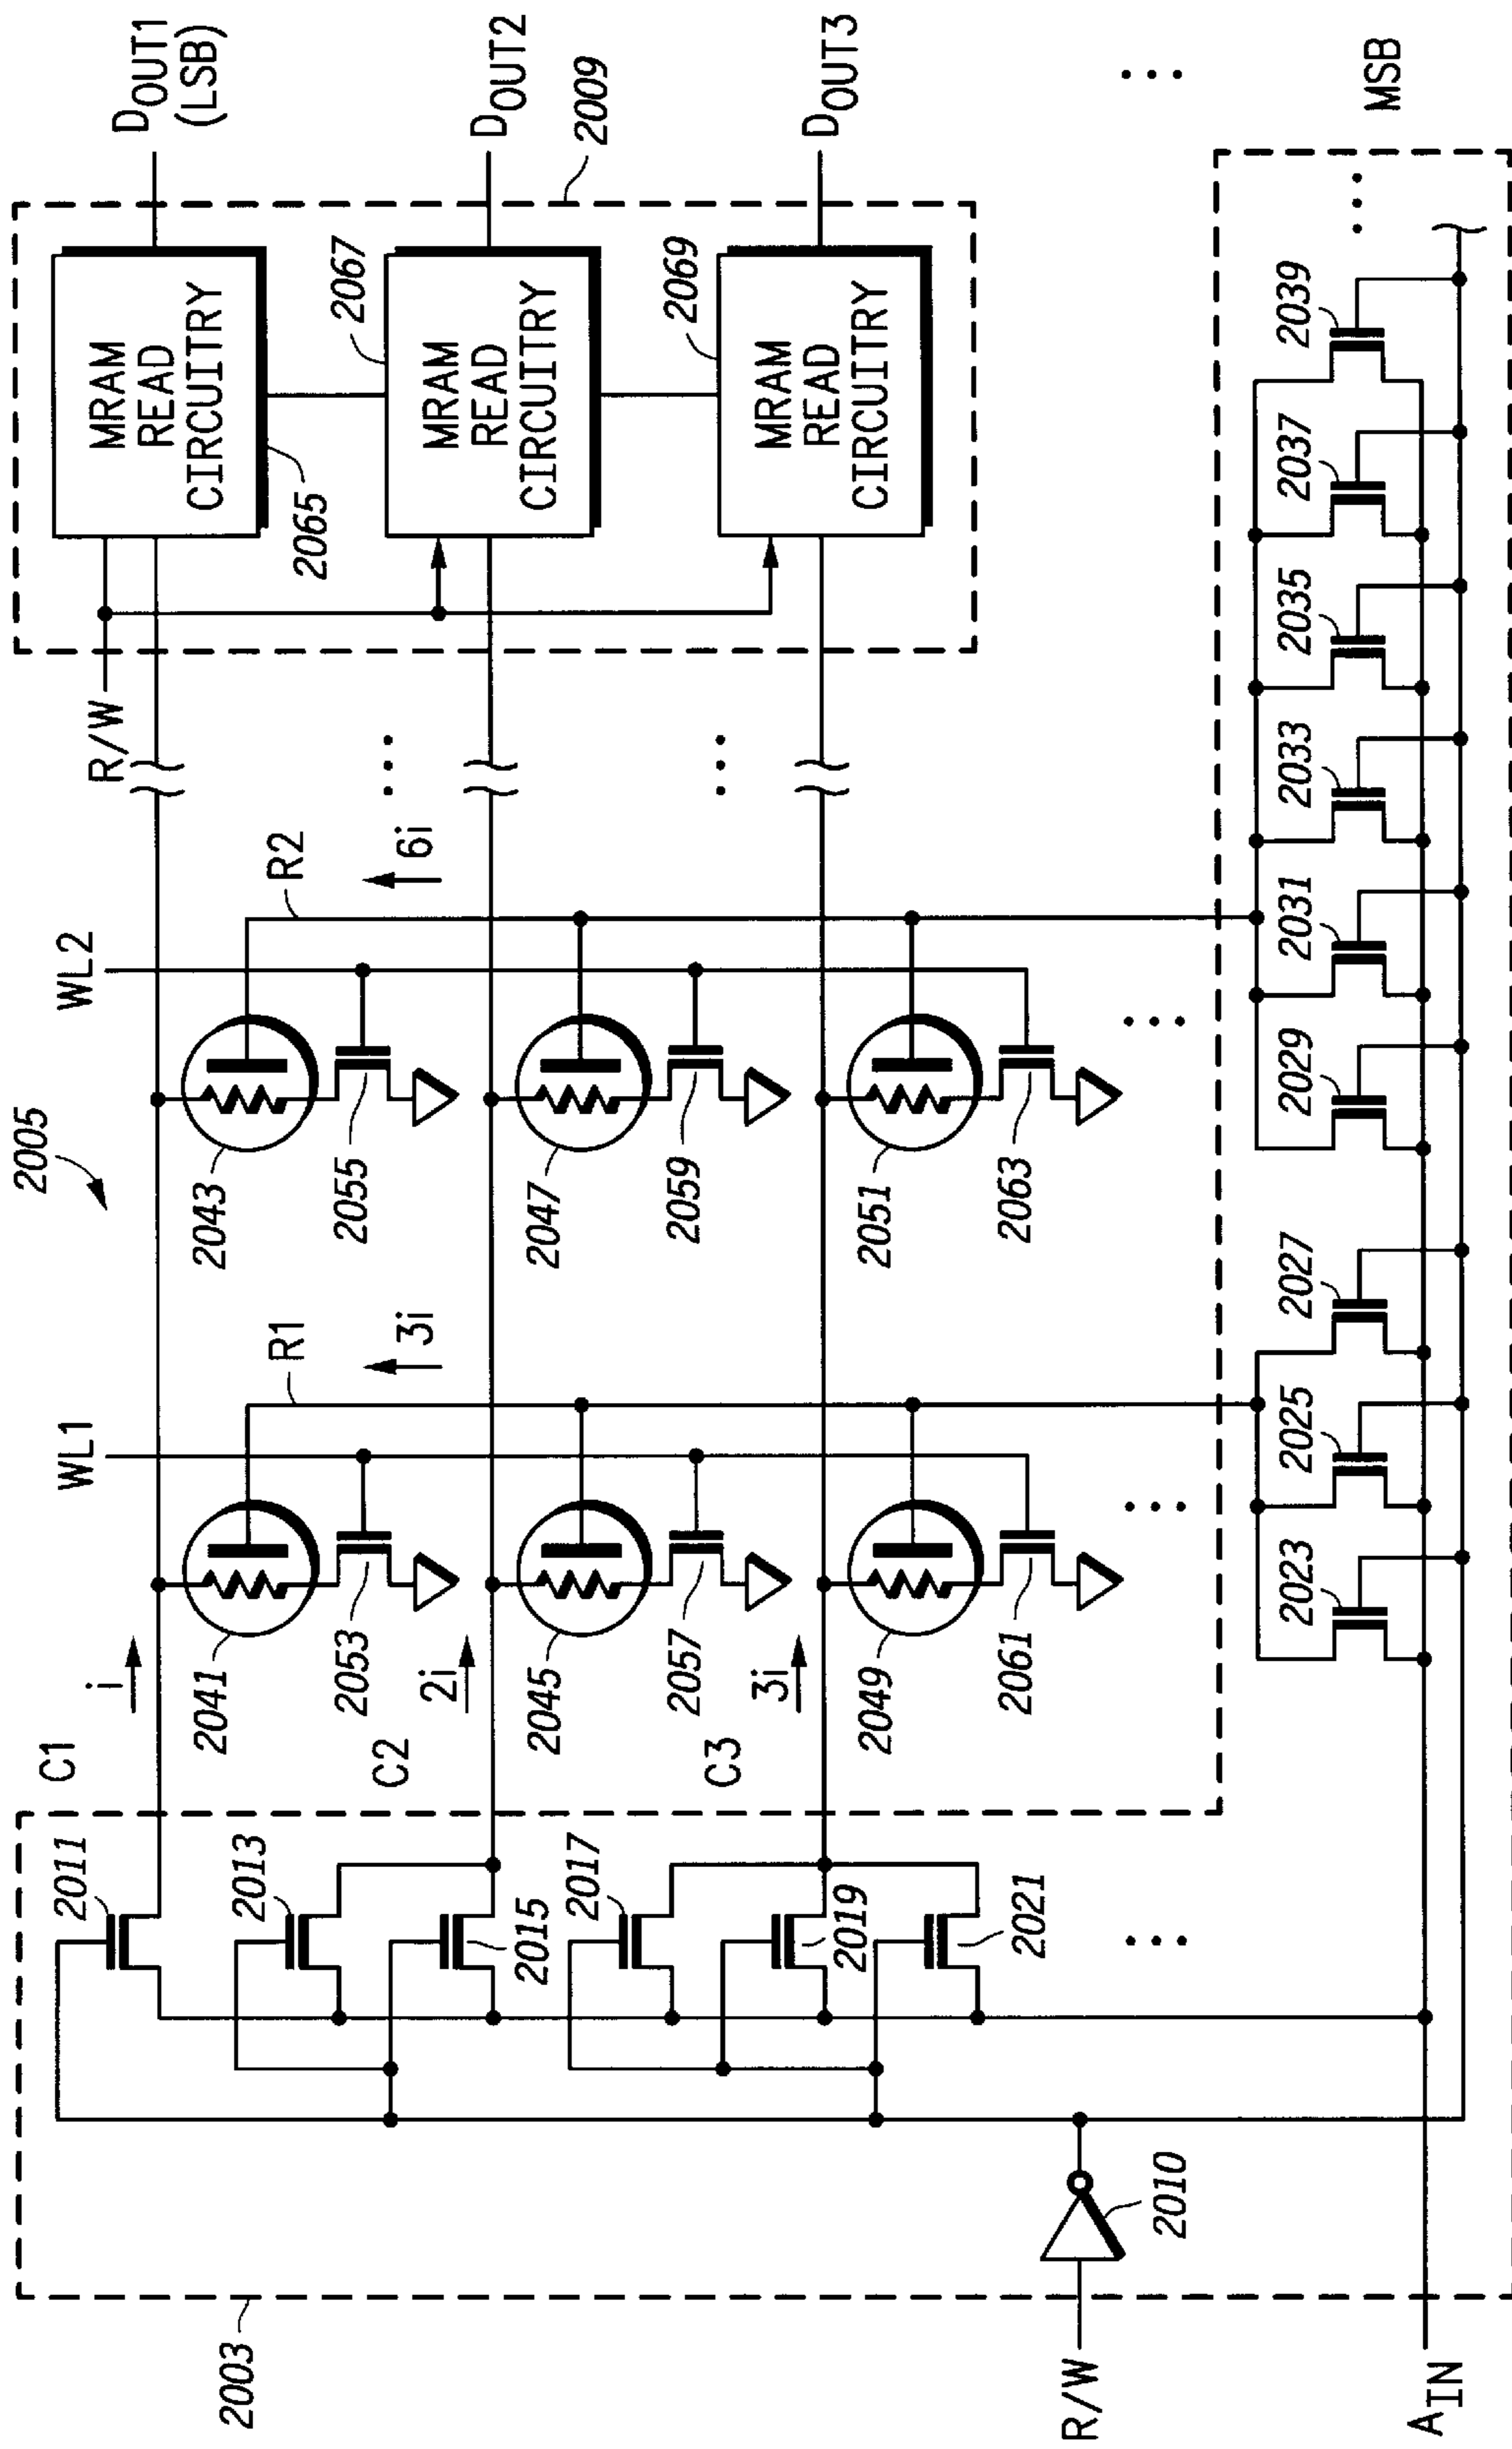 2005
WL1
WL2
R/W
C1
i
R1
3i
R2
6i
2011
2041
2053
2043
2055
MRAM
READ
CIRCUITRY
2065
DOUT1
(LSB)
2013
2015
C2
2i
2045
2057
2047
2059
MRAM
READ
CIRCUITRY
2067
DOUT2
2009
2017
2019
2021
C3
3i
2049
2061
2051
2063
MRAM
READ
CIRCUITRY
2069
DOUT3
2003
R/W
2010
AIN
2023
2025
2027
2029
2031
2033
2035
2037
2039
MSB